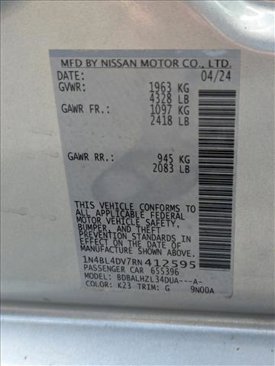 MFD BY NISSAN MOTOR CO., LTD.
DATE: 04/24
GVWR: 1963 KG
4328 LB
GAWR FR.: 1097 KG
2418 LB
GAWR RR.: 945 KG
2083 LB
THIS VEHICLE CONFORMS
TO ALL APPLICABLE FEDERAL
MOTOR VEHICLE SAFETY,
BUMPER, AND THEFT
PREVENTION STANDARDS
IN EFFECT ON THE DATE OF
MANUFACTURE SHOWN ABOVE.
1N4BL4DV7RN412595
PASSENGER CAR 655396
MODEL: BDBALHZL34DUA---A-
COLOR: K23 TRIM: G 9N00A